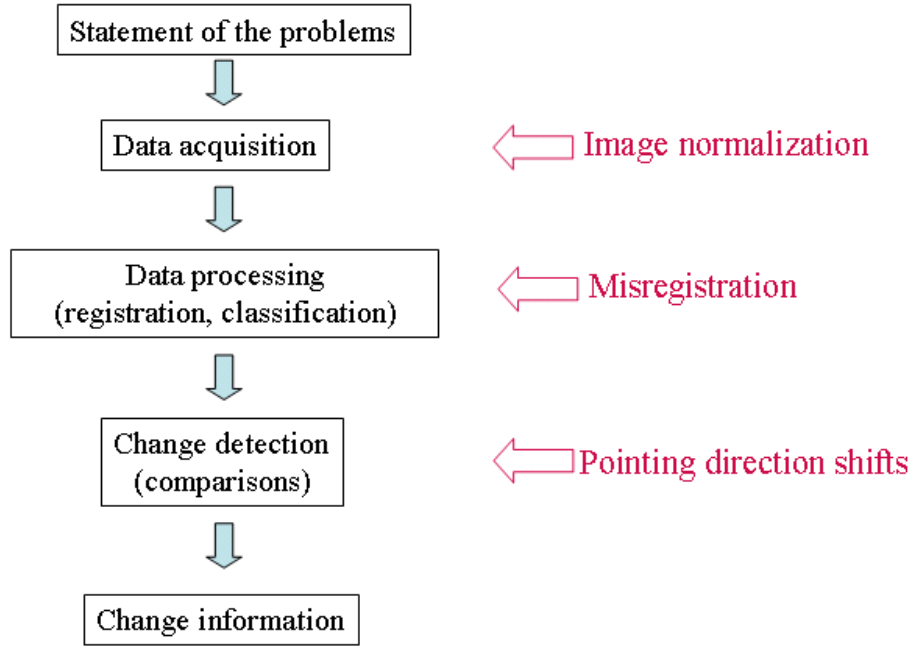 Statement of the problems
Data acquisition
Image normalization
Data processing
(registration, classification)
Misregistration
Change detection
(comparisons)
Pointing direction shifts
Change information